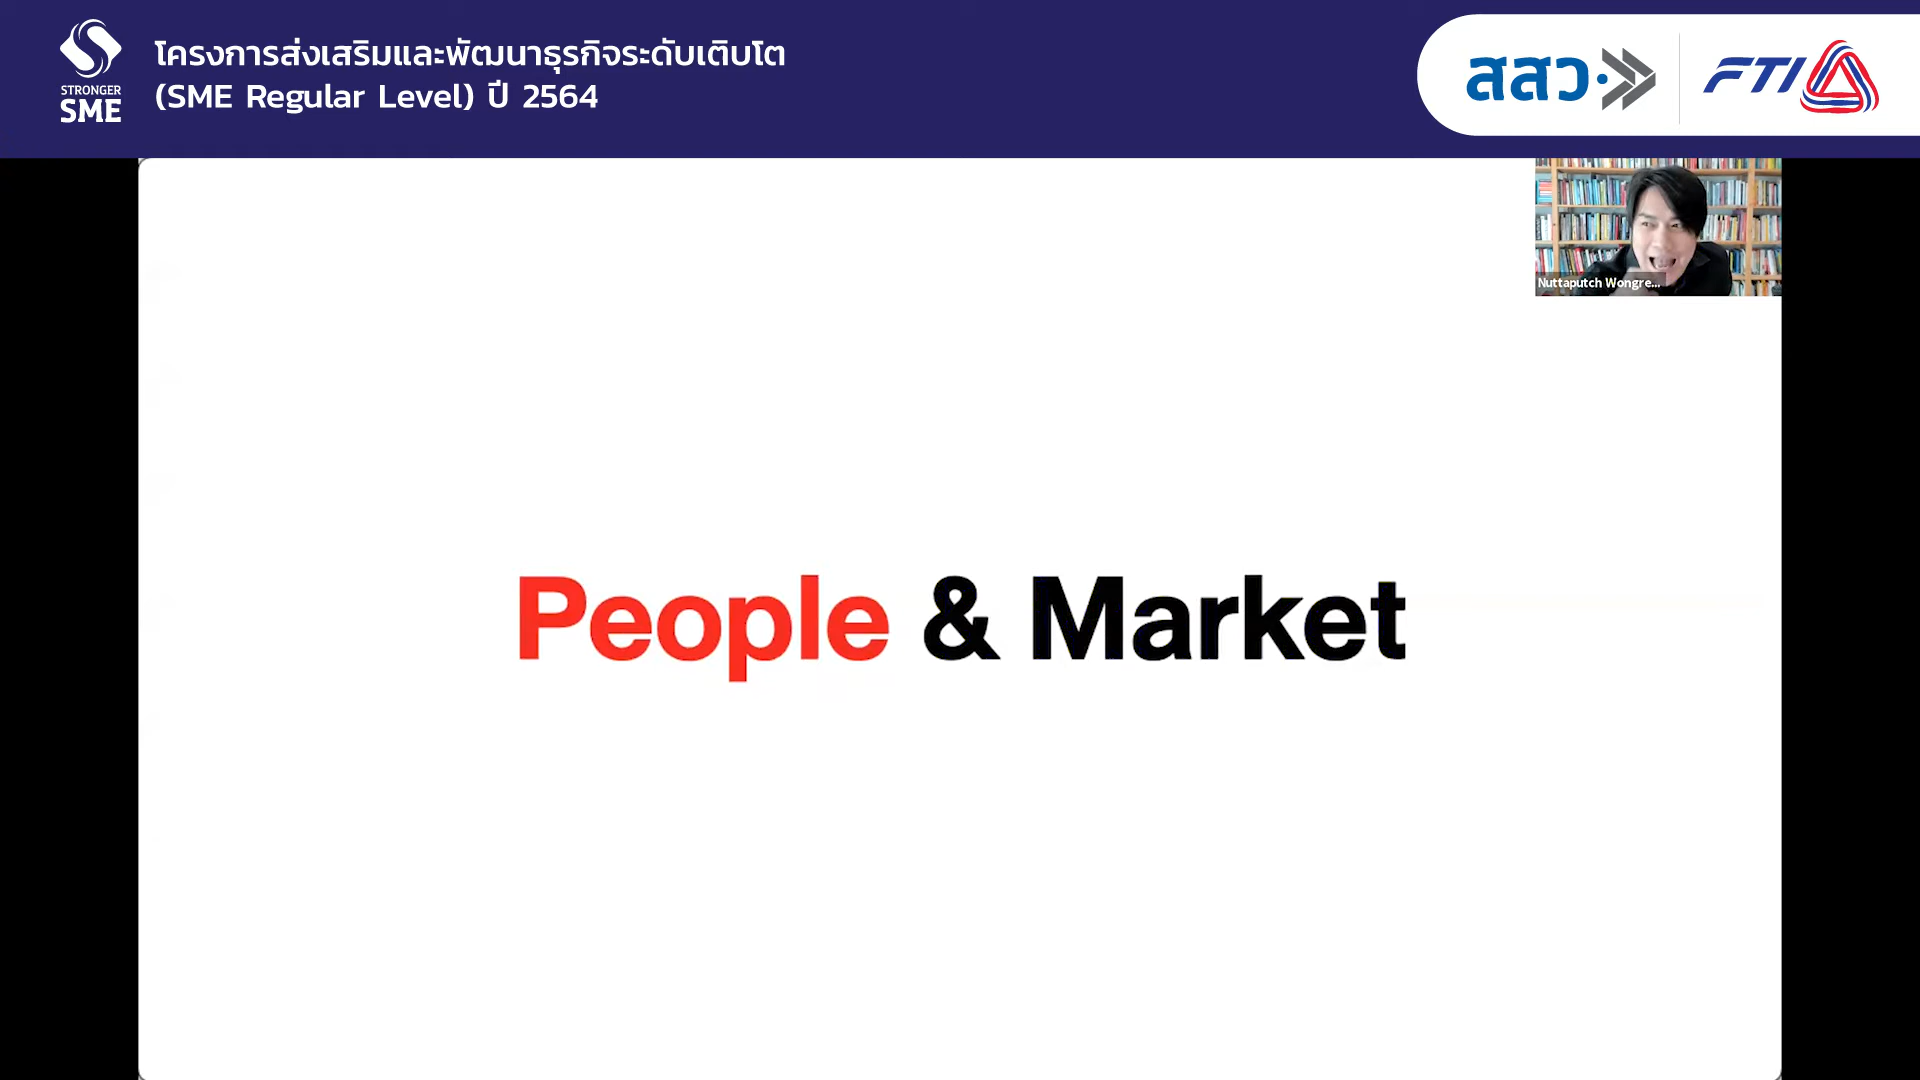 STRONGER
SME
โครงการส่งเสริมและพัฒนาธุรกิจระดับเติบโต
(SME Regular Level) ปี 2564
สสว
FTI
Nuttaputch Wongre...
People & Market